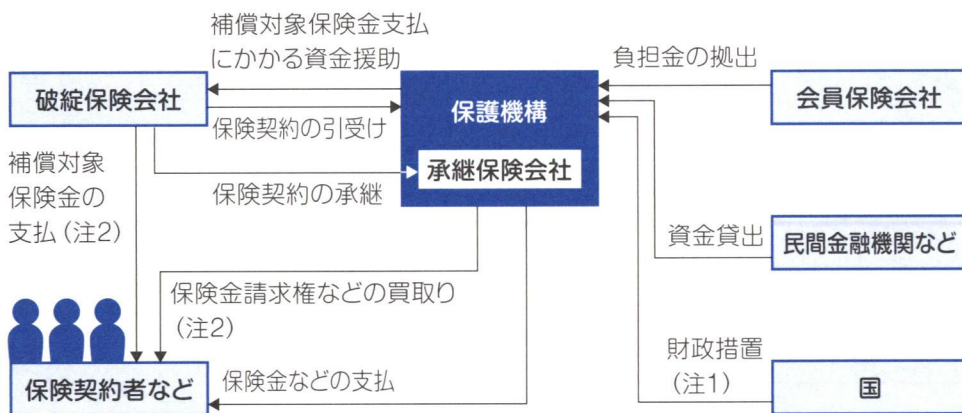 補償対象保険金支払
にかかる資金援助
負担金の拠出
破綻保険会社
保護機構
会員保険会社
保険契約の引受け
補償対象
保険金の
支払(注2)
承継保険会社
保険契約の承継
資金貸出
民間金融機関など
保険金請求権などの買取り
(注2)
財政措置
(注1)
保険契約者など
保険金などの支払
国